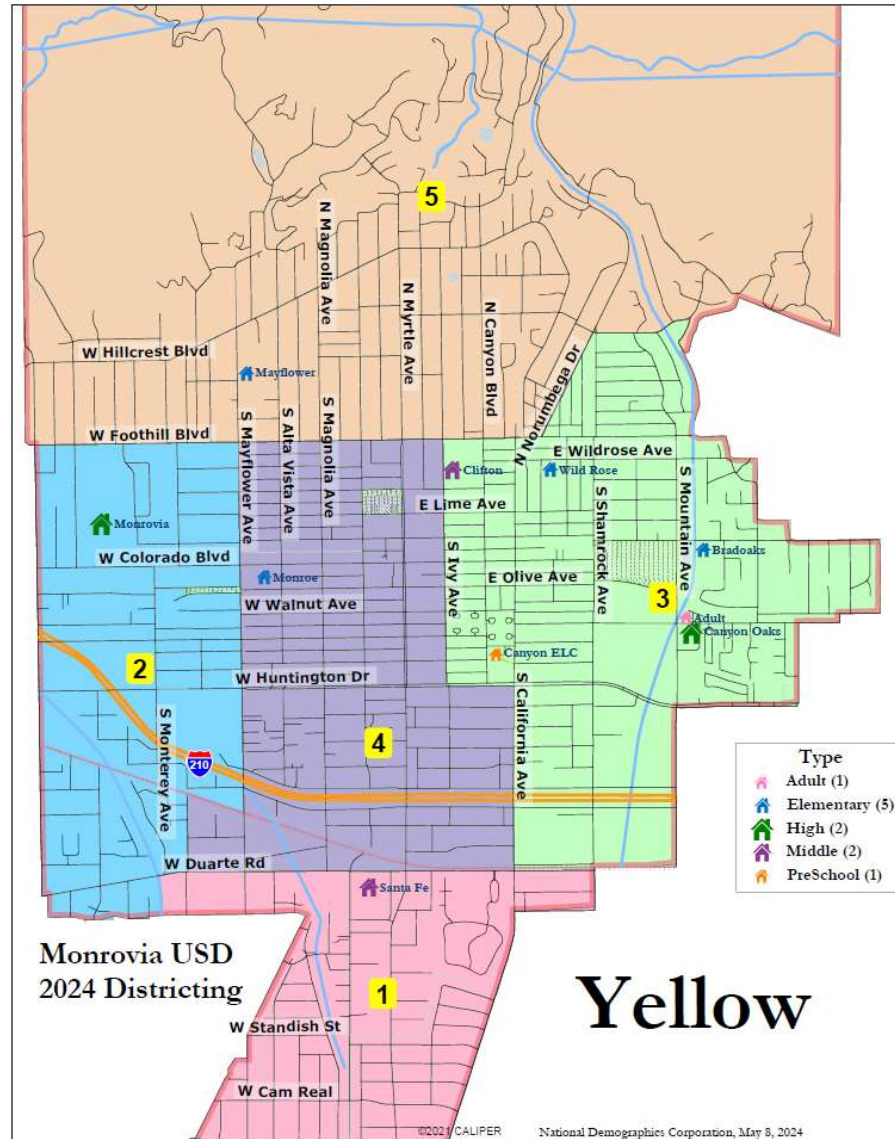 5
N Magnolia Ave
N Myrtle Ave
N Canyon Blvd
N Norumbega Dr
W Hillcrest Blvd
Mayflower
S Mayflower Ave
S Alta Vista Ave
S Magnolia Ave
W Foothill Blvd
E Wildrose Ave
Clifton
Wild Rose
E Lime Ave
S Shamrock Ave
S Mountain Ave
Monrovia
W Colorado Blvd
Bradoaks
S Ivy Ave
Monroe
E Olive Ave
W Walnut Ave
3
Adult
Canyon Oaks
2
Canyon ELC
W Huntington Dr
S California Ave
S Monterey Ave
4
210
Type
Adult (1)
Elementary (5)
High (2)
Middle (2)
PreSchool (1)
W Duarte Rd
Santa Fe
Monrovia USD
2024 Districting
1
Yellow
W Standish St
W Cam Real
©2021 CALIPER
National Demographics Corporation, May 8, 2024